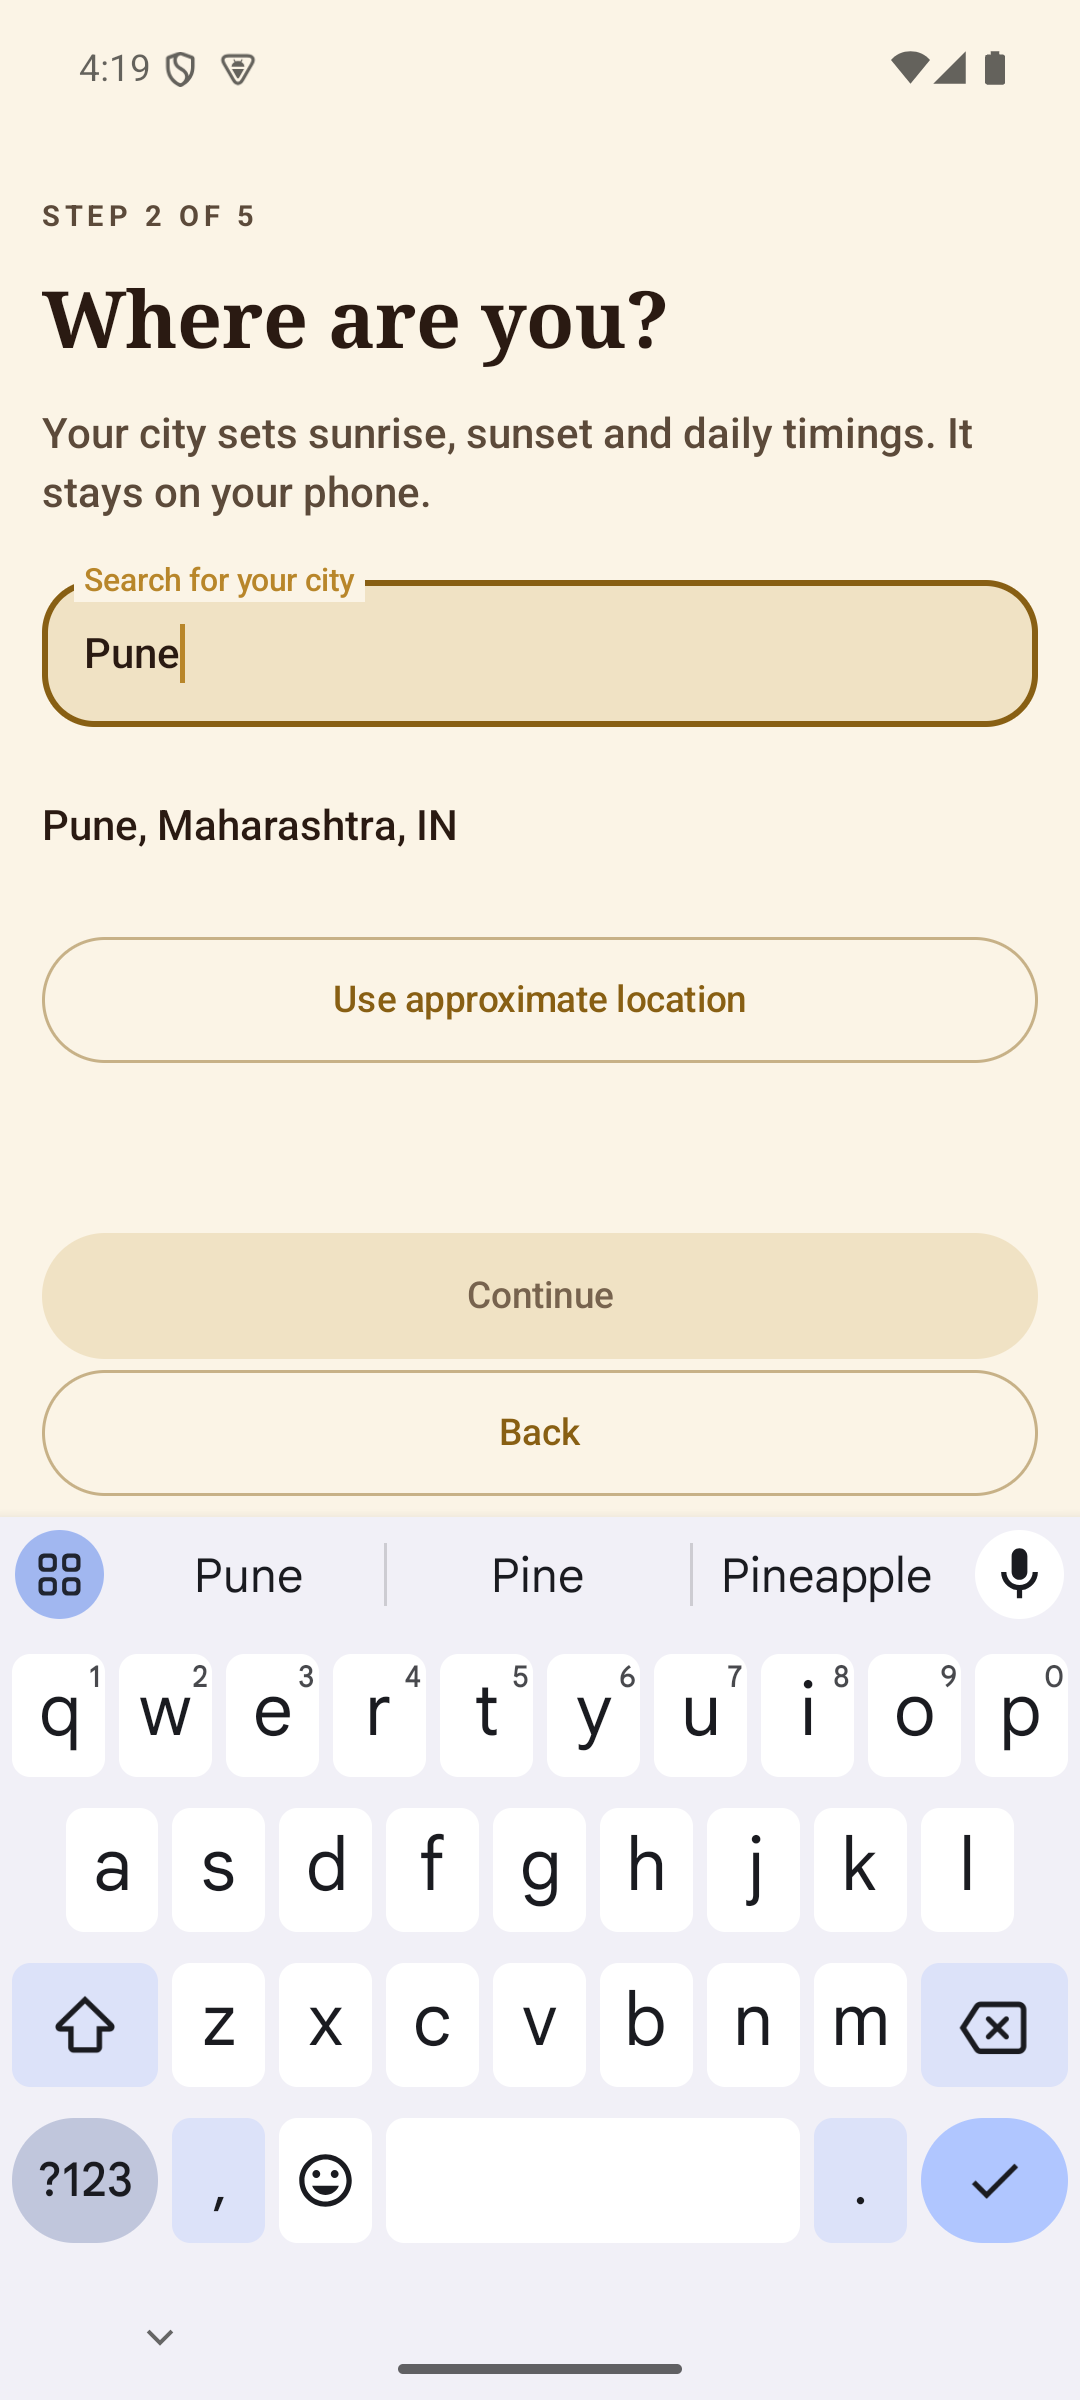 4:19
STEP 2 OF 5
Where are you?
Your city sets sunrise, sunset and daily timings. It
stays on your phone.
Search for your city
Pune
Pune, Maharashtra, IN
Use approximate location
Continue
Back
Pune Pine Pineapple
q1 w2 e3 r4 t5 y6 u7 i8 o9 p0
a s d f g h j k l
z x c v b n m
?123 , .